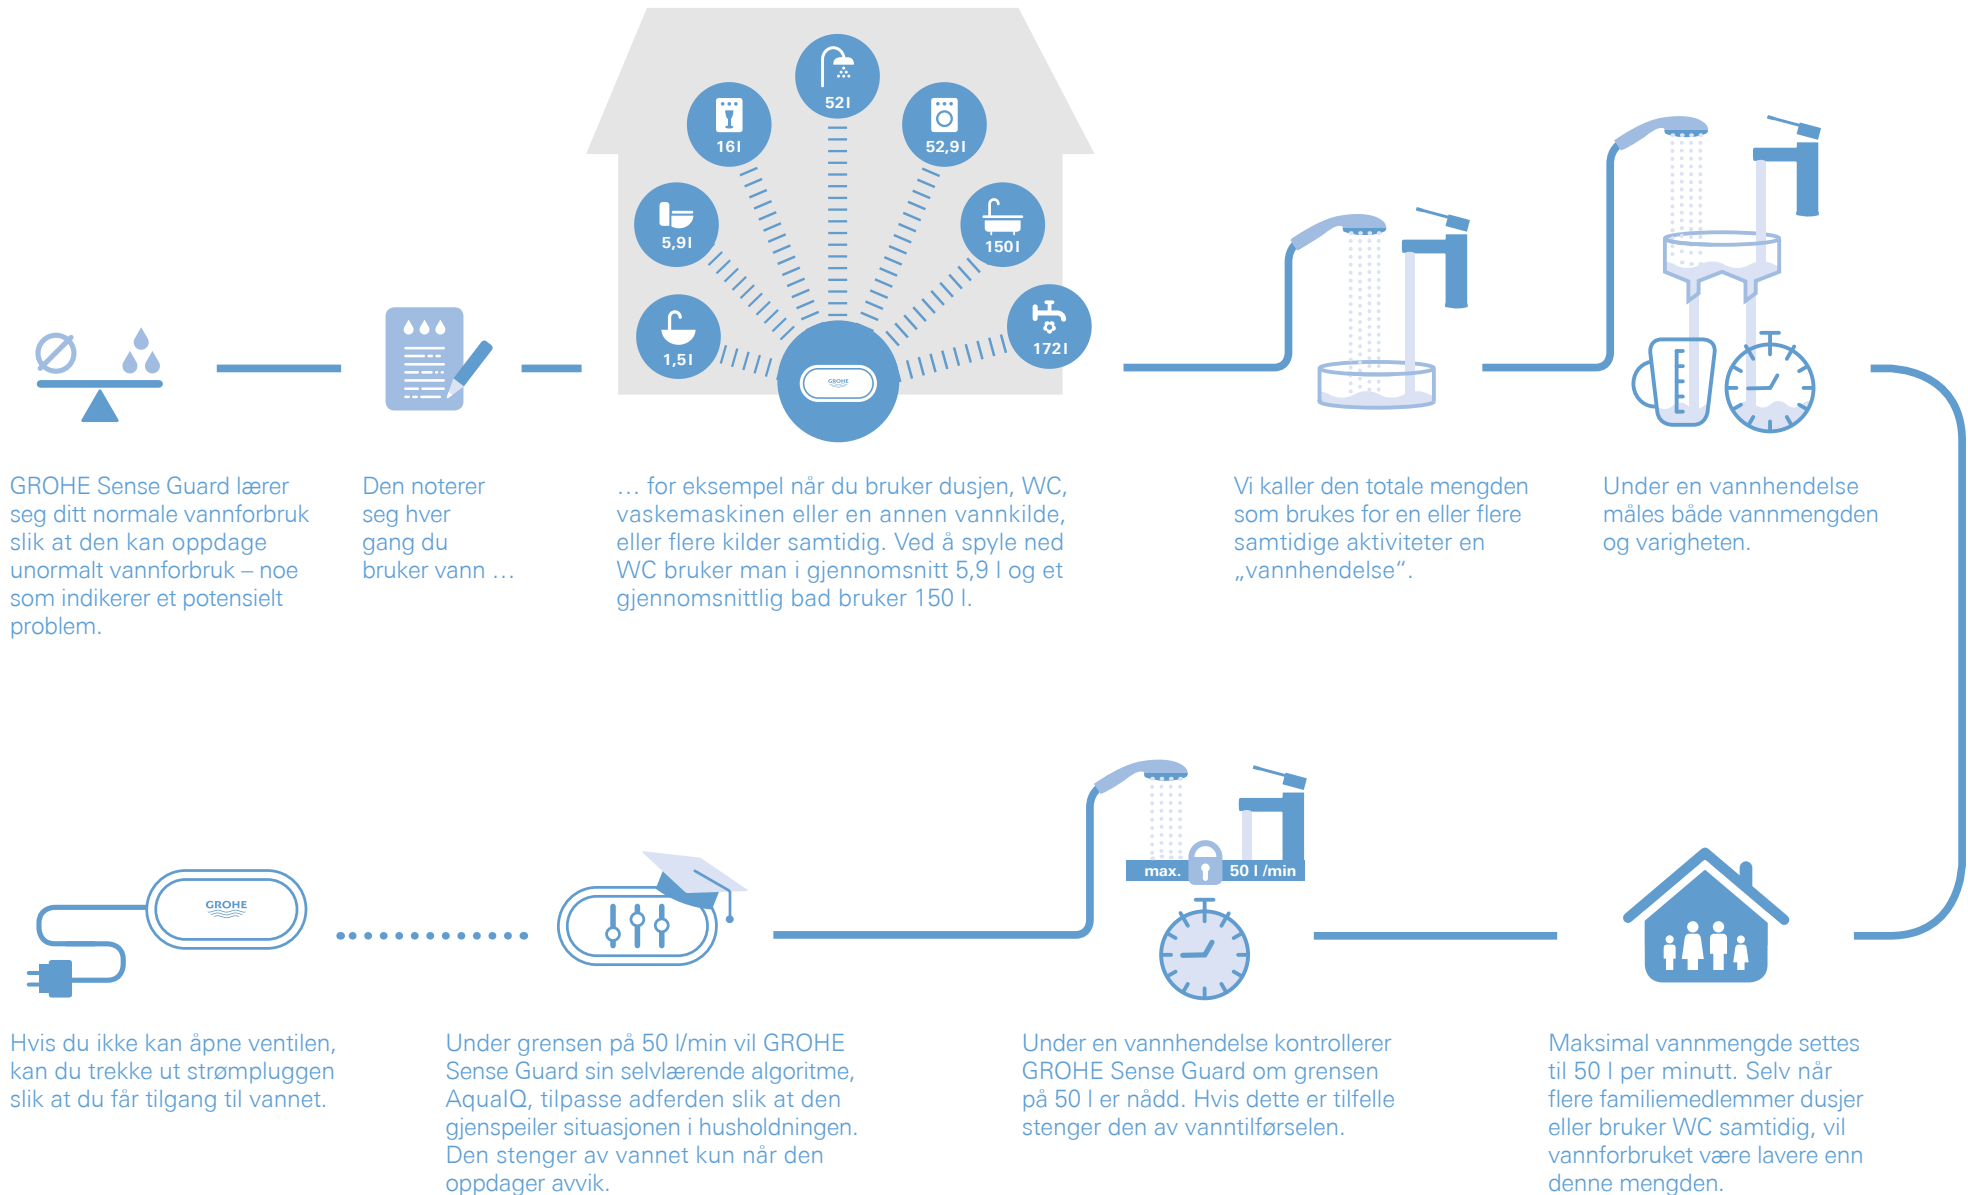 52 l
16 l
52,9 l
5,9 l
150 l
1,5 l
172 l
GROHE
GROHE Sense Guard lærer
seg ditt normale vannforbruk
slik at den kan oppdage
unormalt vannforbruk – noe
som indikerer et potensielt
problem.
Den noterer
seg hver
gang du
bruker vann …
… for eksempel når du bruker dusjen, WC,
vaskemaskinen eller en annen vannkilde,
eller flere kilder samtidig. Ved å spyle ned
WC bruker man i gjennomsnitt 5,9 l og et
gjennomsnittlig bad bruker 150 l.
Vi kaller den totale mengden
som brukes for en eller flere
samtidige aktiviteter en
„vannhendelse“.
Under en vannhendelse
måles både vannmengden
og varigheten.
max. 50 l /min
GROHE
Hvis du ikke kan åpne ventilen,
kan du trekke ut strømpluggen
slik at du får tilgang til vannet.
Under grensen på 50 l/min vil GROHE
Sense Guard sin selvlærende algoritme,
AquaIQ, tilpasse adferden slik at den
gjenspeiler situasjonen i husholdningen.
Den stenger av vannet kun når den
oppdager avvik.
Under en vannhendelse kontrollerer
GROHE Sense Guard om grensen
på 50 l er nådd. Hvis dette er tilfelle
stenger den av vanntilførselen.
Maksimal vannmengde settes
til 50 l per minutt. Selv når
flere familiemedlemmer dusjer
eller bruker WC samtidig, vil
vannforbruket være lavere enn
denne mengden.